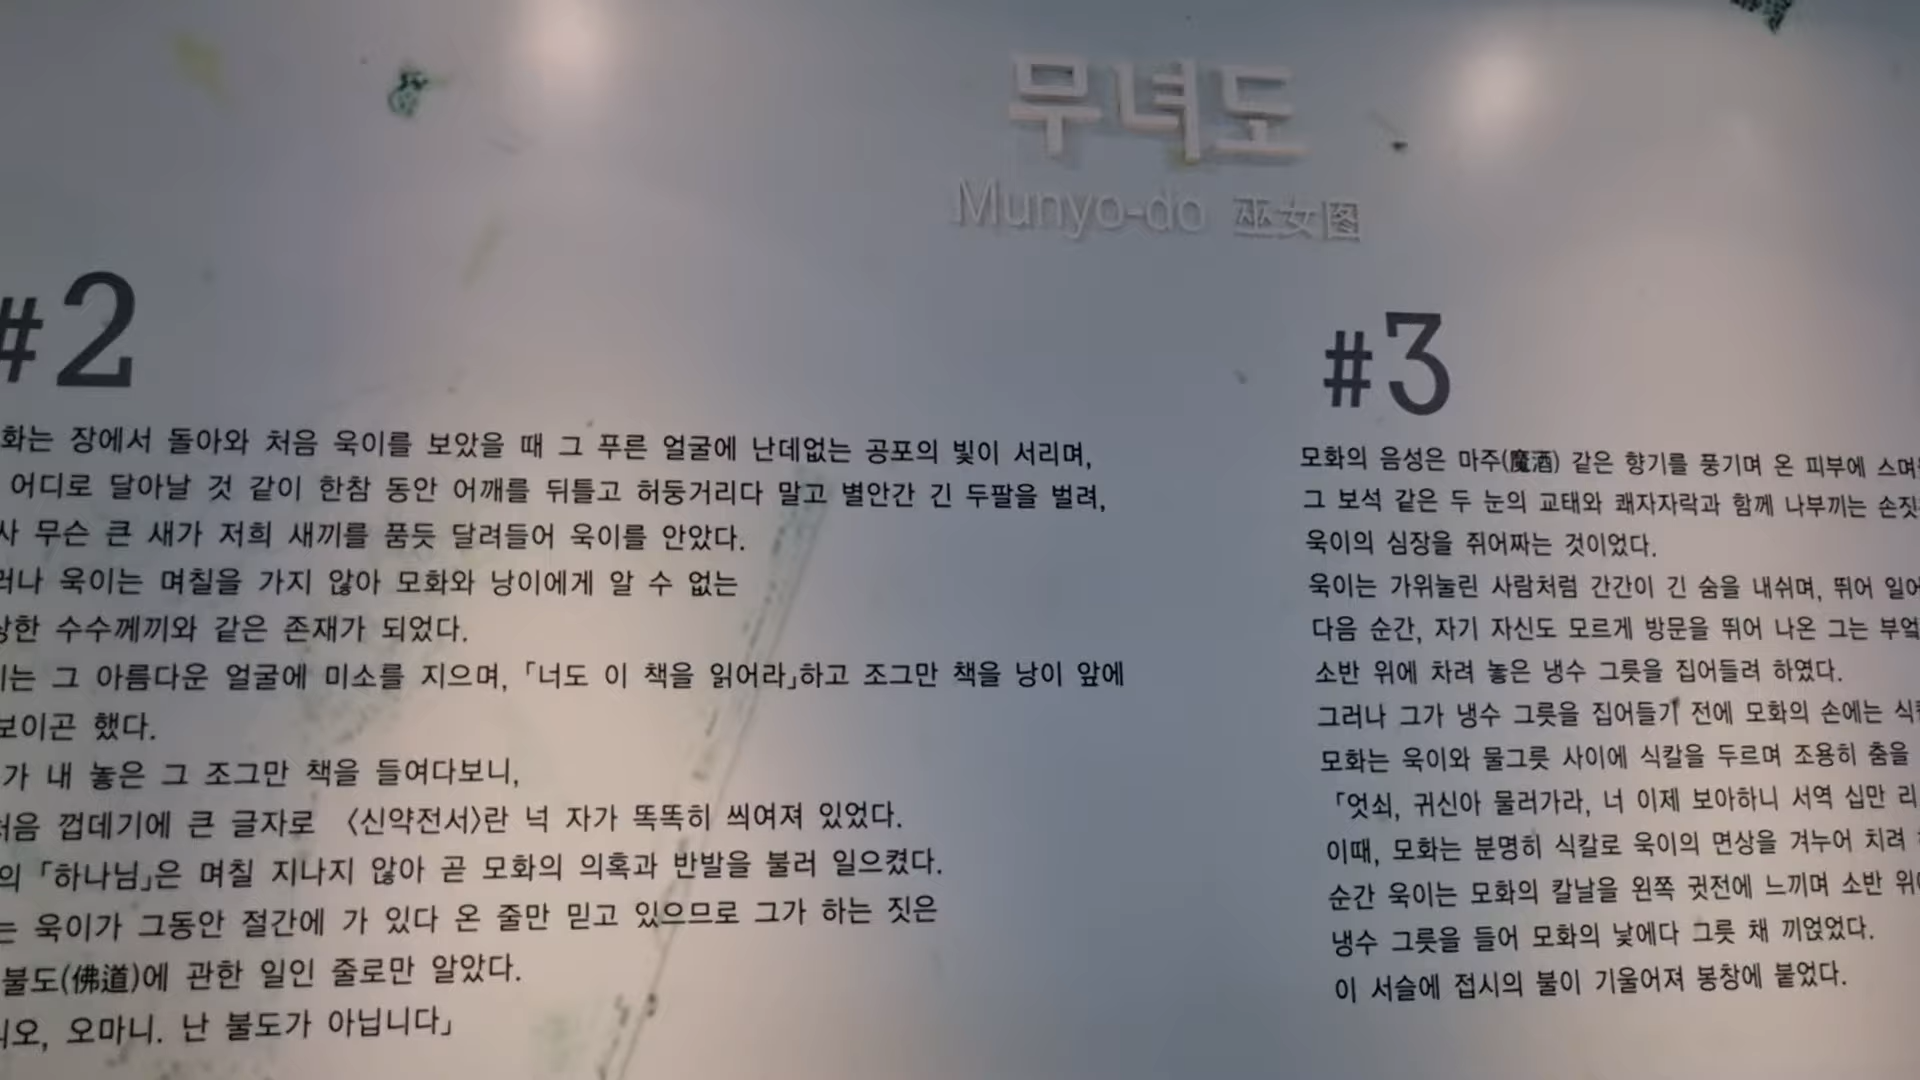 무녀도
Munyo-do 巫女图
#2
화는 장에서 돌아와 처음 욱이를 보았을 때 그 푸른 얼굴에 난데없는 공포의 빛이 서리며,
어디로 달아날 것 같이 한참 동안 어깨를 뒤틀고 허둥거리다 말고 별안간 긴 두팔을 벌려,
사 무슨 큰 새가 저희 새끼를 품듯 달려들어 욱이를 안았다.
러나 욱이는 며칠을 가지 않아 모화와 낭이에게 알 수 없는
상한 수수께끼와 같은 존재가 되었다.
는 그 아름다운 얼굴에 미소를 지으며, 「너도 이 책을 읽어라」하고 조그만 책을 낭이 앞에
보이곤 했다.
가 내 놓은 그 조그만 책을 들여다보니,
처음 껍데기에 큰 글자로 〈신약전서〉란 넉 자가 똑똑히 씌여져 있었다.
의 「하나님」은 며칠 지나지 않아 곧 모화의 의혹과 반발을 불러 일으켰다.
는 욱이가 그동안 절간에 가 있다 온 줄만 믿고 있으므로 그가 하는 짓은
불도(佛道)에 관한 일인 줄로만 알았다.
니오, 오마니. 난 불도가 아닙니다」
#3
모화의 음성은 마주(魔酒) 같은 향기를 풍기며 온 피부에 스며
그 보석 같은 두 눈의 교태와 쾌자자락과 함께 나부끼는 손짓
욱이의 심장을 쥐어짜는 것이었다.
욱이는 가위눌린 사람처럼 간간이 긴 숨을 내쉬며, 뛰어 일어
다음 순간, 자기 자신도 모르게 방문을 뛰어 나온 그는 부엌
소반 위에 차려 놓은 냉수 그릇을 집어들려 하였다.
그러나 그가 냉수 그릇을 집어들기 전에 모화의 손에는 식칼
모화는 욱이와 물그릇 사이에 식칼을 두르며 조용히 춤을
「엇쇠, 귀신아 물러가라, 너 이제 보아하니 서역 십만 리
이때, 모화는 분명히 식칼로 욱이의 면상을 겨누어 치려
순간 욱이는 모화의 칼날을 왼쪽 귓전에 느끼며 소반 위
냉수 그릇을 들어 모화의 낯에다 그릇 채 끼얹었다.
이 서슬에 접시의 불이 기울어져 봉창에 붙었다.